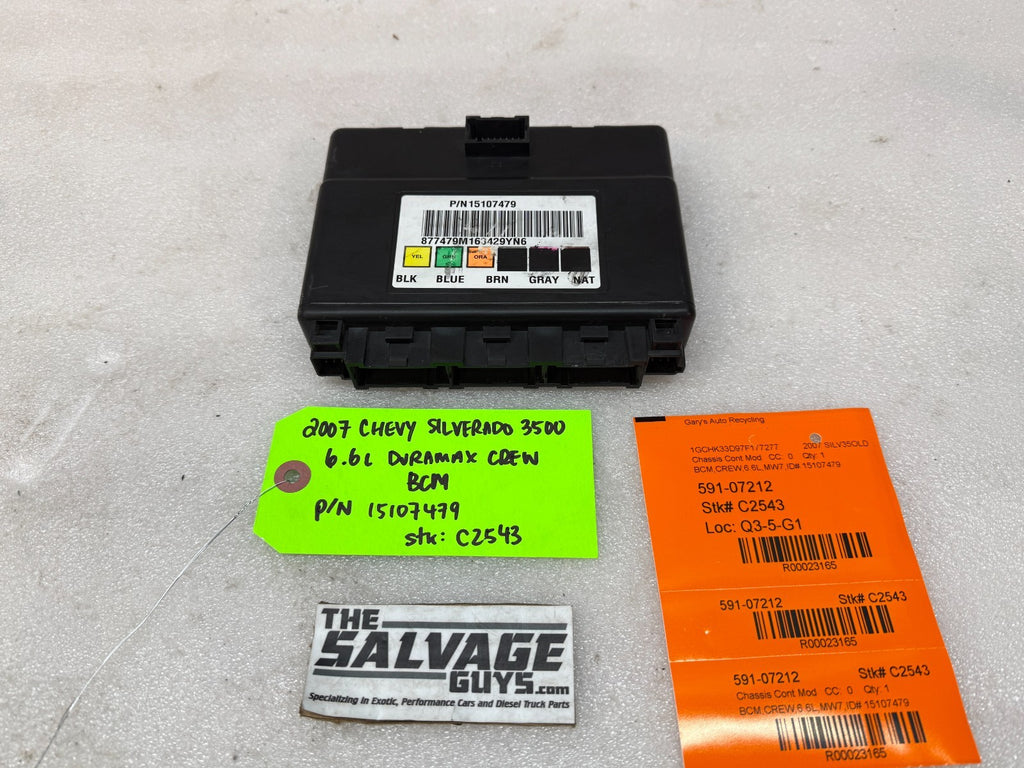 P/N15107479
877479M163429YN6
YEL GRN ORA
BLK BLUE BRN GRAY NAT
2007 CHEVY SILVERADO 3500
6.6L DURAMAX CREW
BCM
P/N 15107479
stk: C2543
THE
SALVAGE
GUYS.com
Specializing in Exotic, Performance Cars and Diesel Truck Parts
Gary's Auto Recycling
1GCHK33D97F177277 2007 SILV35OLD
Chassis Cont Mod CC: 0 Qty: 1
BCM,CREW,6.6L,MW7,ID# 15107479
591-07212
Stk# C2543
Loc: Q3-5-G1
R00023165
591-07212 Stk# C2543
R00023165
591-07212 Stk# C2543
Chassis Cont Mod CC: 0 Qty: 1
BCM,CREW,6.6L,MW7,ID# 15107479
R00023165